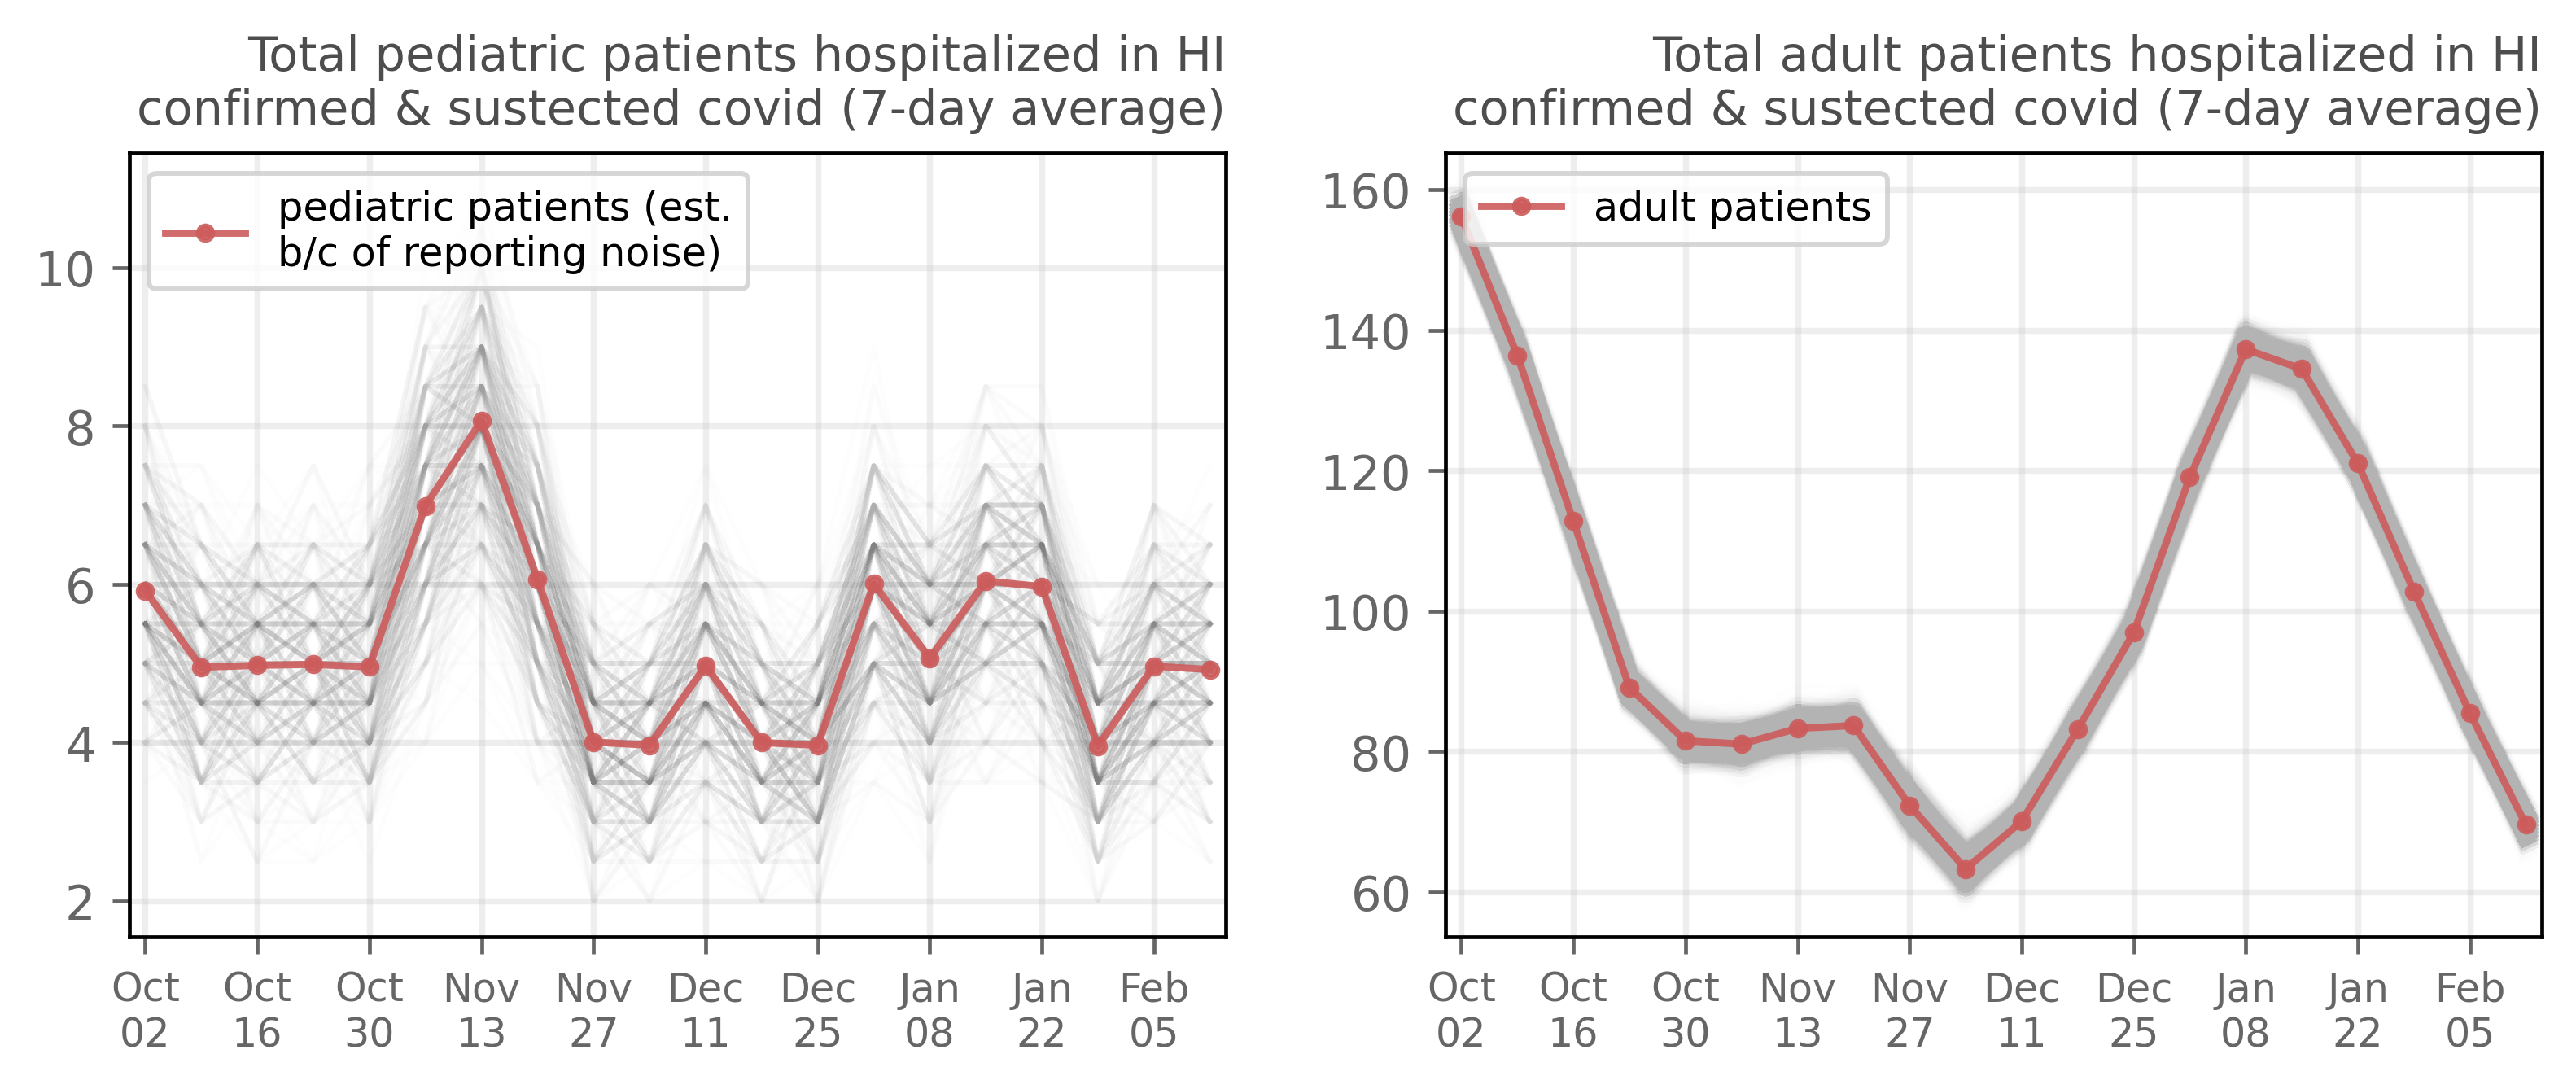 Total pediatric patients hospitalized in HI
confirmed & sustected covid (7-day average)
pediatric patients (est.
b/c of reporting noise)
10
8
6
4
2
Oct Oct Oct Nov Nov Dec Dec Jan Jan Feb
02 16 30 13 27 11 25 08 22 05
Total adult patients hospitalized in HI
confirmed & sustected covid (7-day average)
adult patients
160
140
120
100
80
60
Oct Oct Oct Nov Nov Dec Dec Jan Jan Feb
02 16 30 13 27 11 25 08 22 05